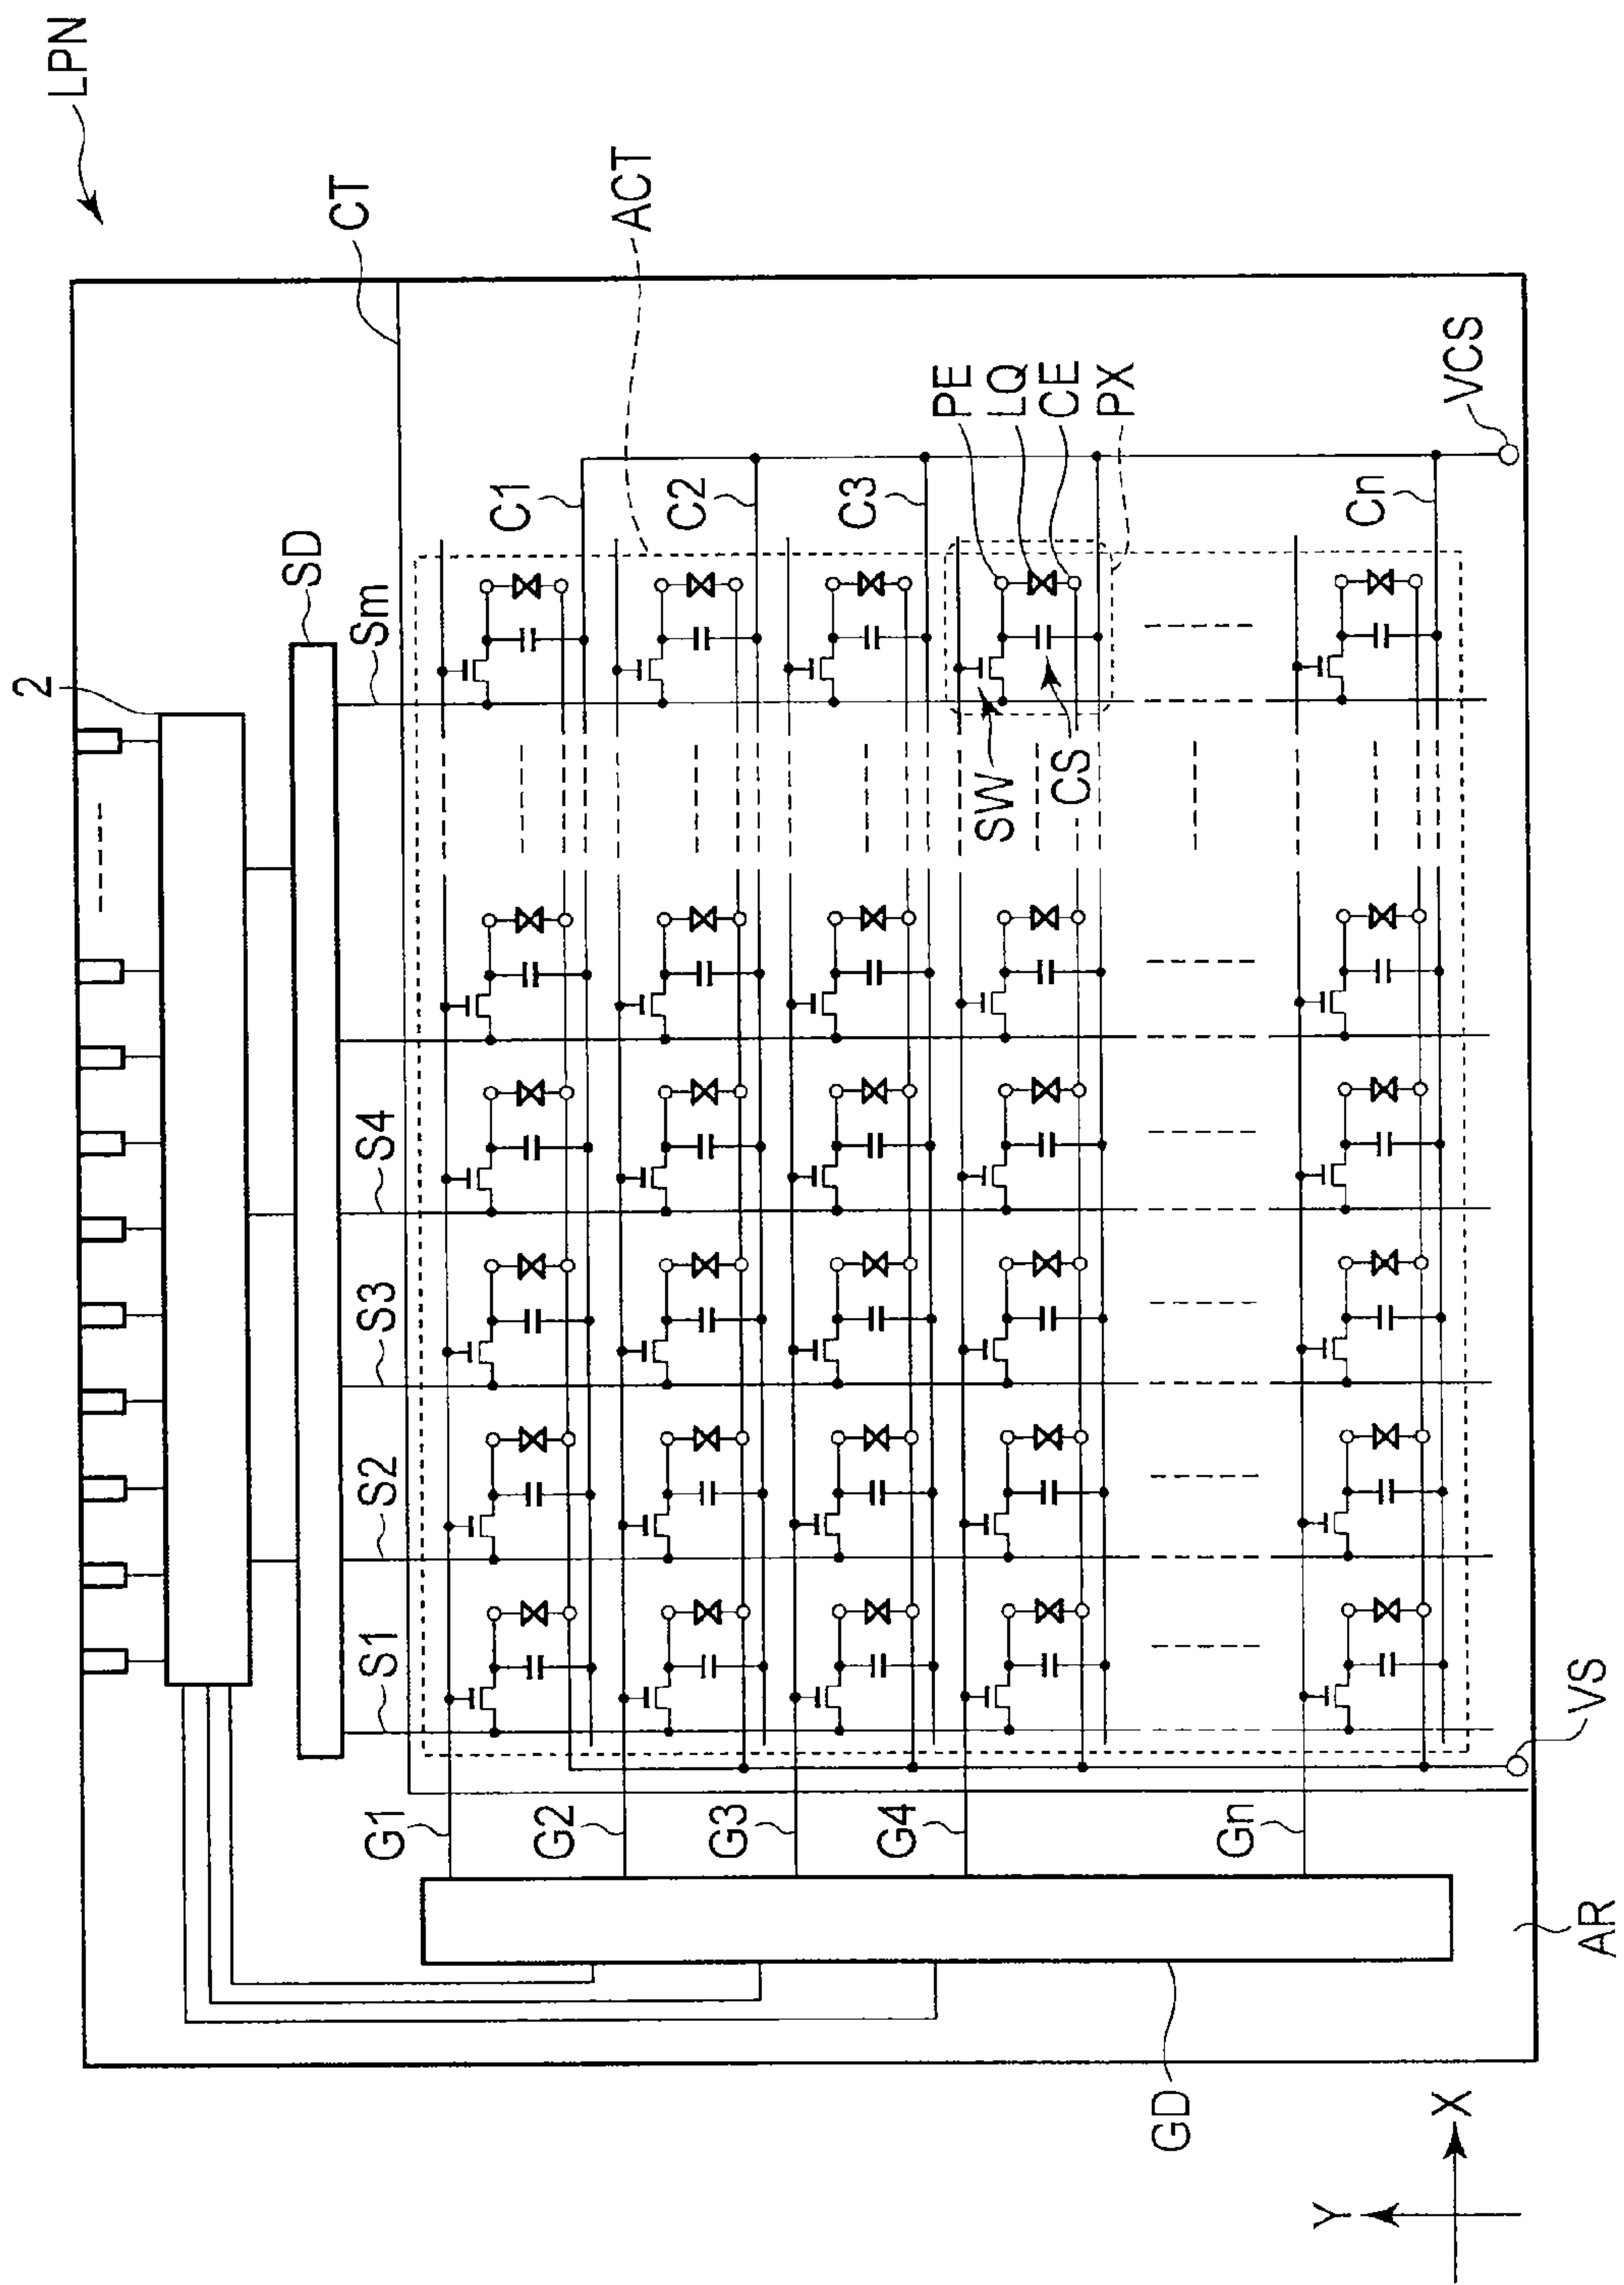 LPN
CT
ACT
2
SD
Sm
S4
S3
S2
S1
C1
C2
C3
Cn
PE
LQ
CE
PX
VCS
SW
CS
G1
G2
G3
G4
Gn
VS
AR
GD
Y
X